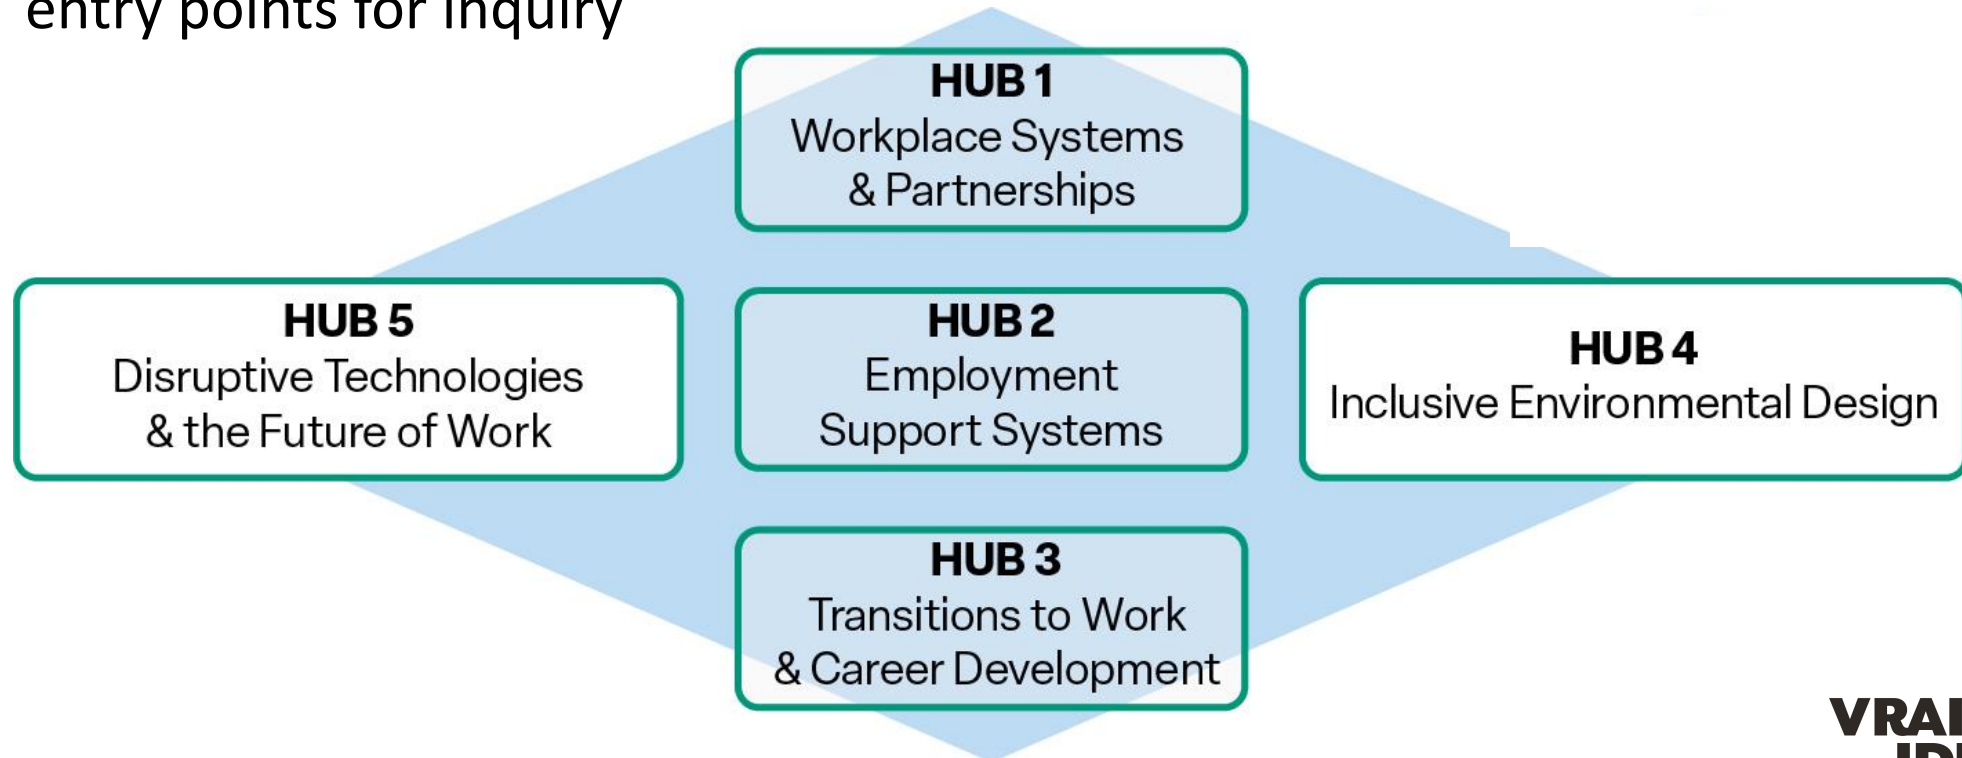 entry points for inquiry
HUB 1
Workplace Systems
& Partnerships
HUB 5
Disruptive Technologies
& the Future of Work
HUB 2
Employment
Support Systems
HUB 4
Inclusive Environmental Design
HUB 3
Transitions to Work
& Career Development